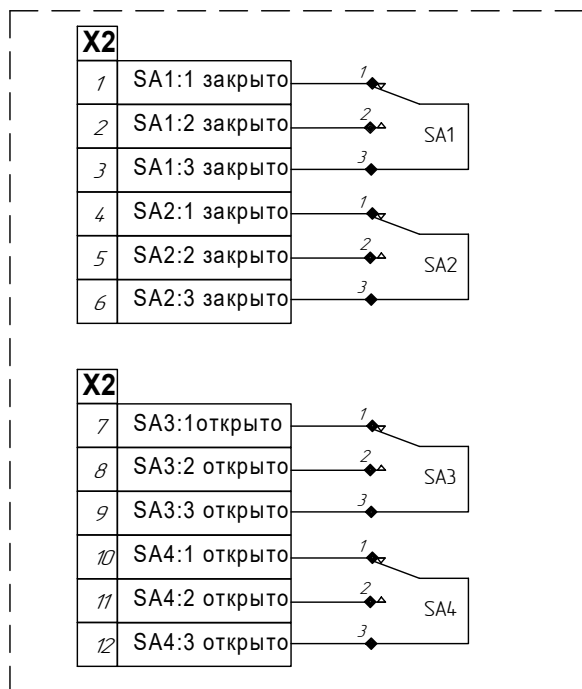 X2
1 SA1:1 закрыто 1
2 SA1:2 закрыто 2 SA1
3 SA1:3 закрыто 3
4 SA2:1 закрыто 1
5 SA2:2 закрыто 2 SA2
6 SA2:3 закрыто 3
X2
7 SA3:1открыто 1
8 SA3:2 открыто 2 SA3
9 SA3:3 открыто 3
10 SA4:1 открыто 1
11 SA4:2 открыто 2 SA4
12 SA4:3 открыто 3